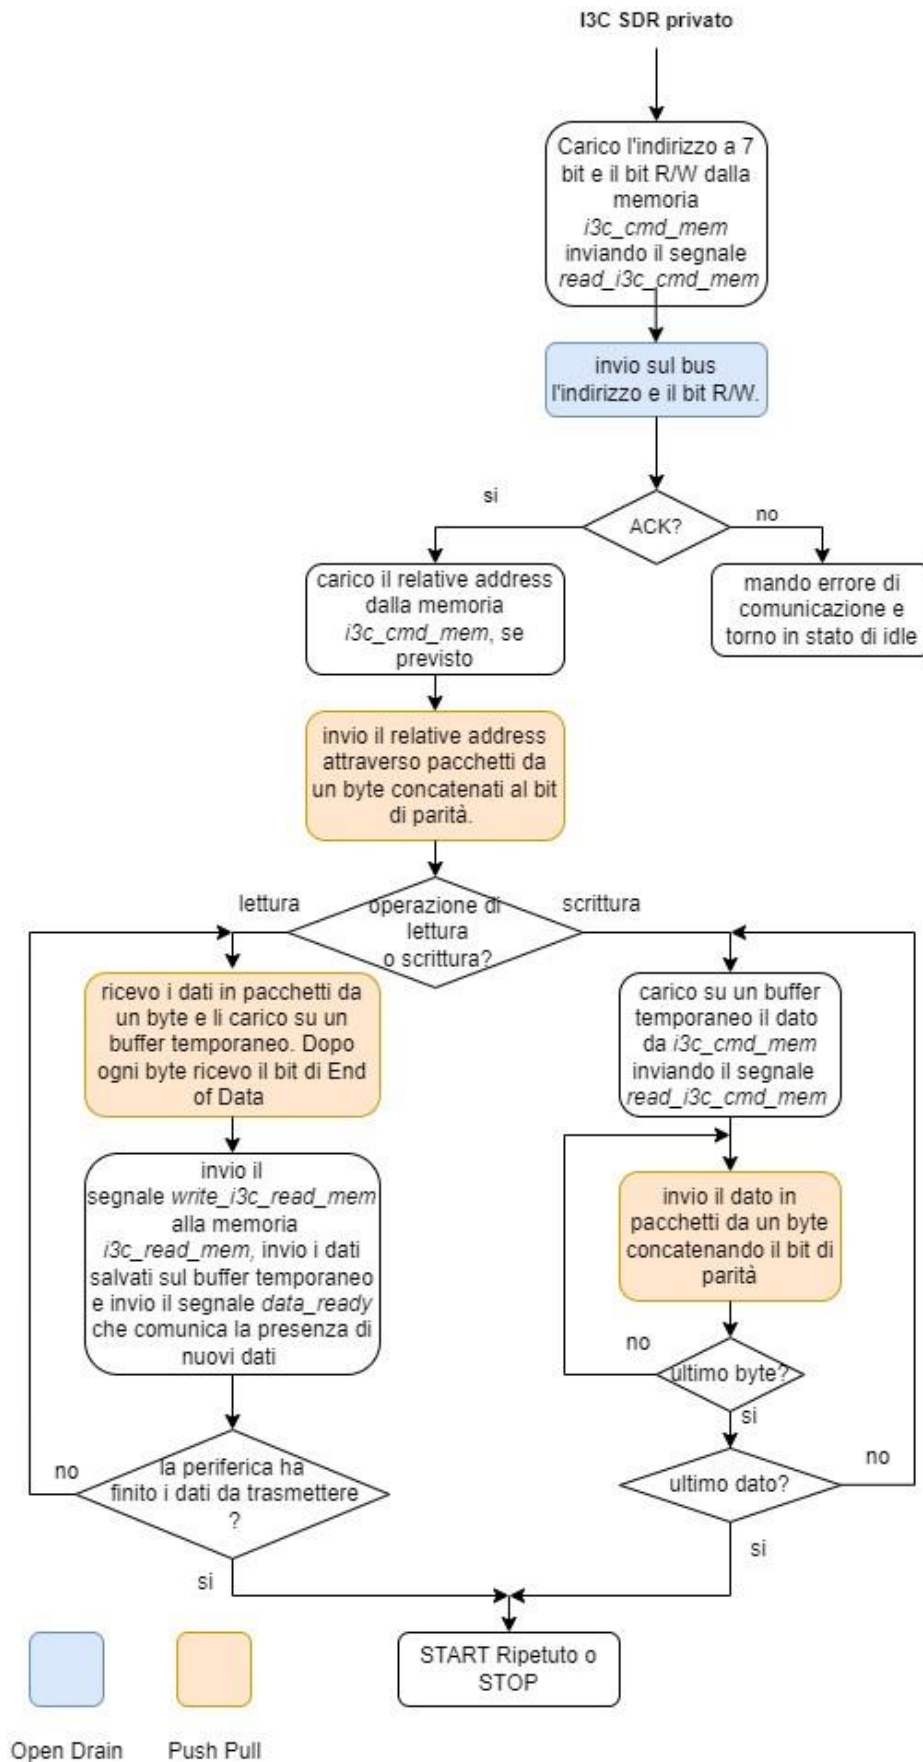 I3C SDR privato
Carico l'indirizzo a 7
bit e il bit R/W dalla
memoria
i3c_cmd_mem
inviando il segnale
read_i3c_cmd_mem
invio sul bus
l'indirizzo e il bit R/W.
si
ACK?
no
carico il relative address
dalla memoria
i3c_cmd_mem, se
previsto
mando errore di
comunicazione e
torno in stato di idle
invio il relative address
attraverso pacchetti da
un byte concatenati al bit
di parità.
lettura
operazione di
lettura
o scrittura?
scrittura
ricevo i dati in pacchetti da
un byte e li carico su un
buffer temporaneo. Dopo
ogni byte ricevo il bit di End
of Data
carico su un buffer
temporaneo il dato
da i3c_cmd_mem
inviando il segnale
read_i3c_cmd_mem
invio il
segnale write_i3c_read_mem
alla memoria
i3c_read_mem, invio i dati
salvati sul buffer temporaneo
e invio il segnale data_ready
che comunica la presenza di
nuovi dati
invio il dato in
pacchetti da un byte
concatenando il bit di
parità
no
ultimo byte?
si
no
la periferica ha
finito i dati da trasmettere
?
ultimo dato?
no
si
si
START Ripetuto o
STOP
Open Drain
Push Pull